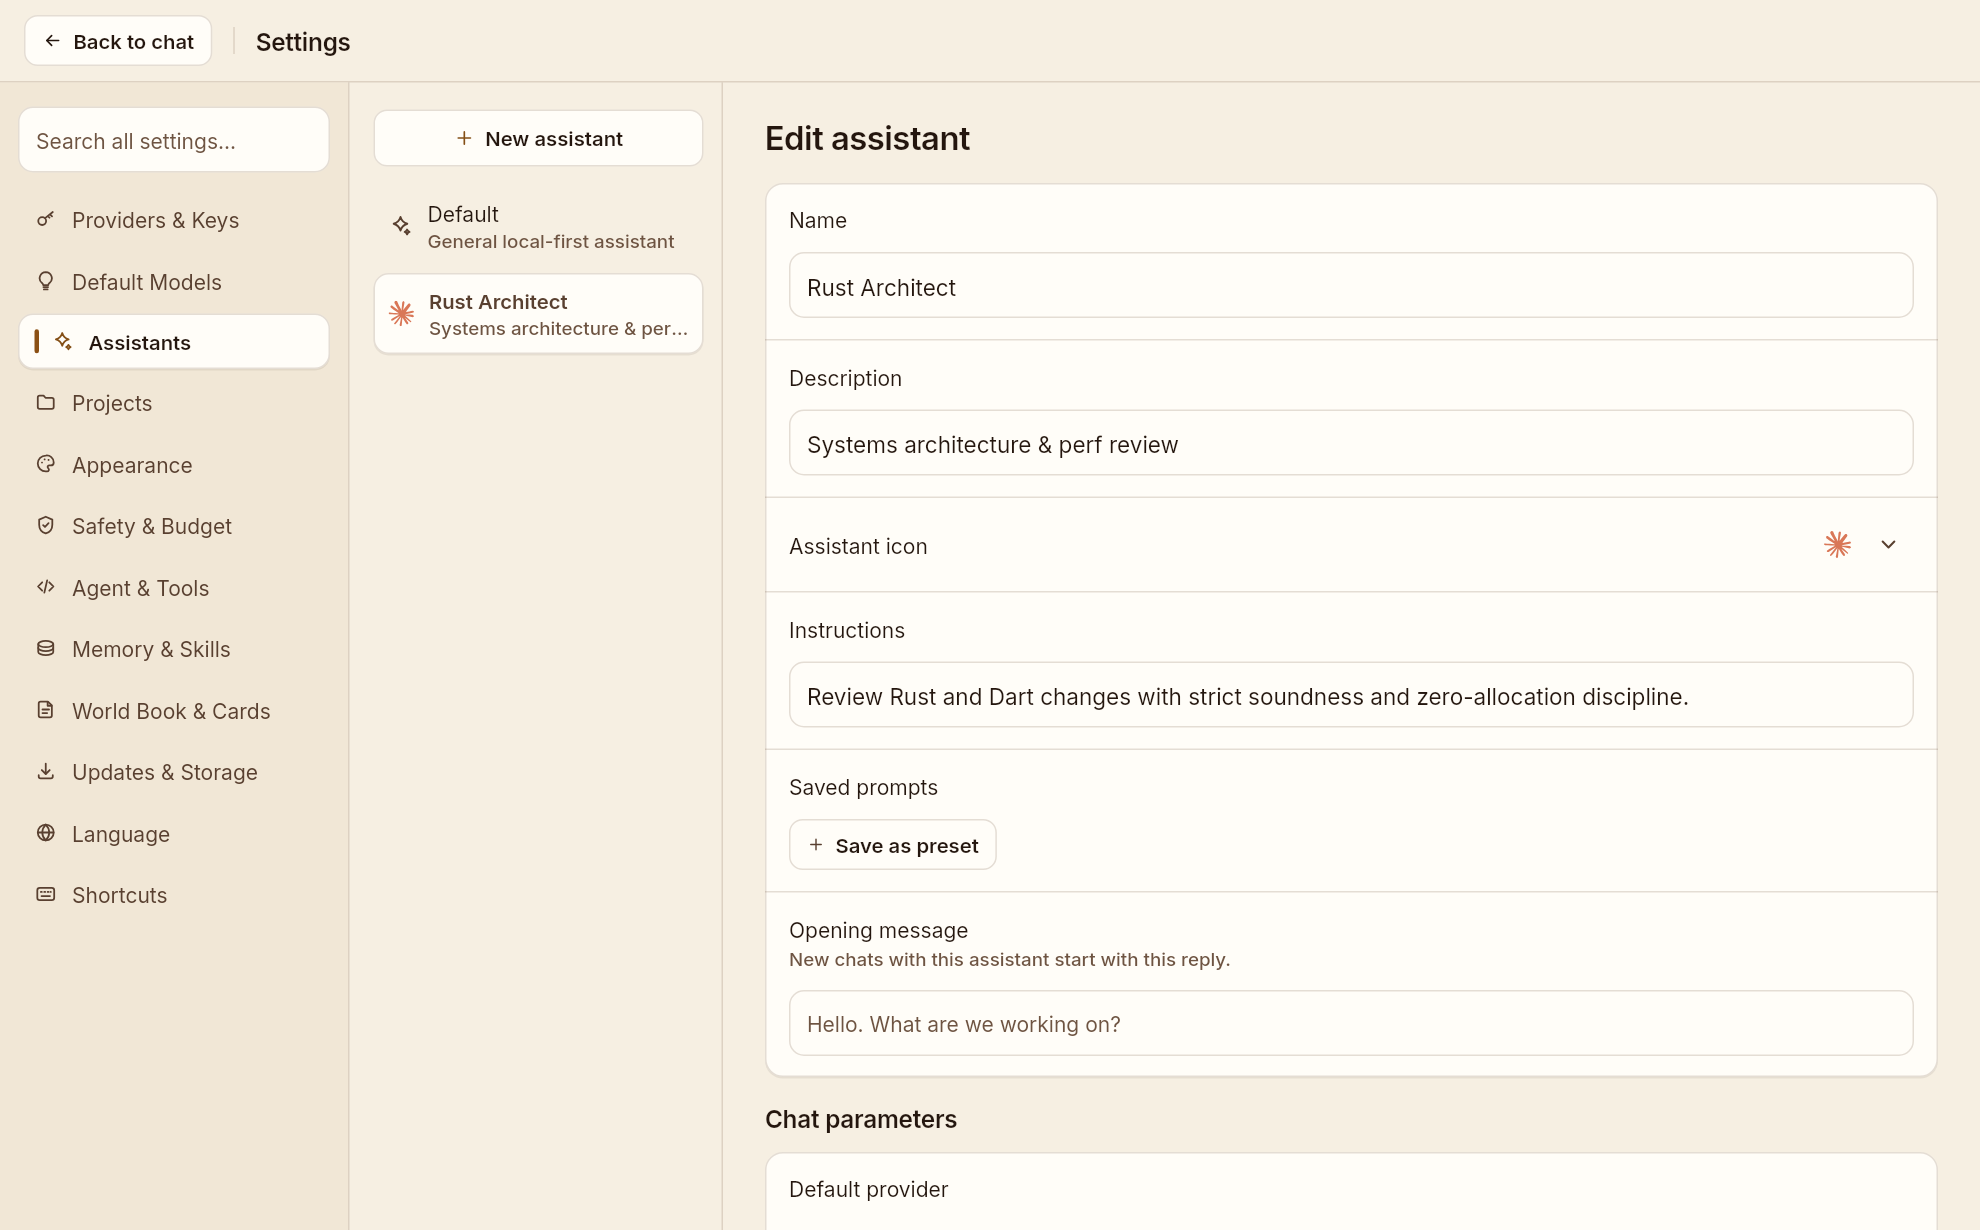 Back to chat
Settings
Search all settings...
Providers & Keys
Default Models
Assistants
Projects
Appearance
Safety & Budget
Agent & Tools
Memory & Skills
World Book & Cards
Updates & Storage
Language
Shortcuts
New assistant
Default
General local-first assistant
Rust Architect
Systems architecture & per...
Edit assistant
Name
Rust Architect
Description
Systems architecture & perf review
Assistant icon
Instructions
Review Rust and Dart changes with strict soundness and zero-allocation discipline.
Saved prompts
Save as preset
Opening message
New chats with this assistant start with this reply.
Hello. What are we working on?
Chat parameters
Default provider